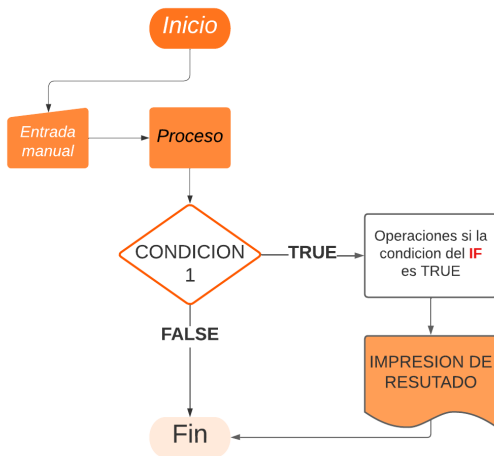 Inicio
Entrada
manual
Proceso
CONDICION
1
TRUE
Operaciones si la
condicion del IF
es TRUE
FALSE
IMPRESION DE
RESUTADO
Fin